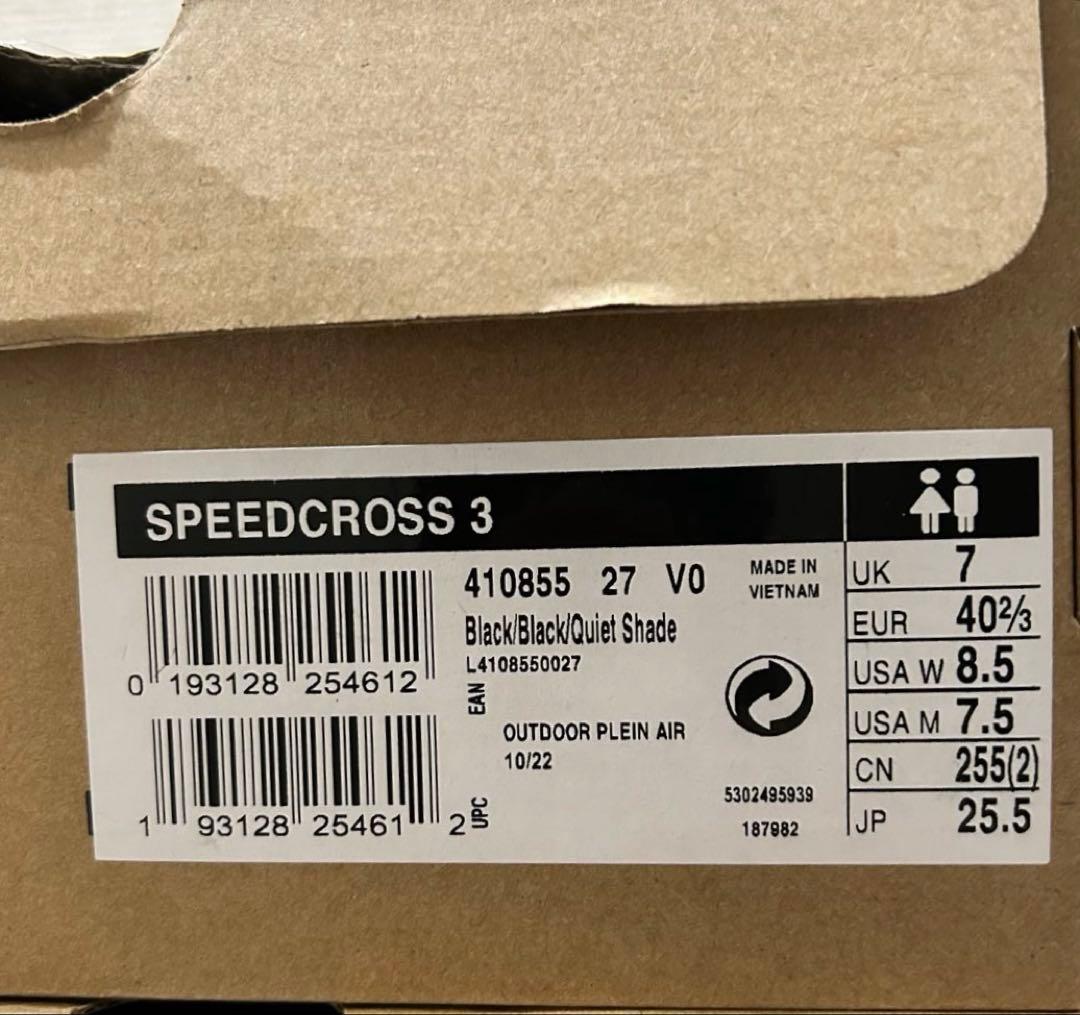 SPEEDCROSS 3
0 193128 254612
EAN
1 93128 25461 2
UPC
410855 27 V0
Black/Black/Quiet Shade
L4108550027
OUTDOOR PLEIN AIR
10/22
MADE IN
VIETNAM
5302495939
187982
UK 7
EUR 40⅔
USA W 8.5
USA M 7.5
CN 255(2)
JP 25.5